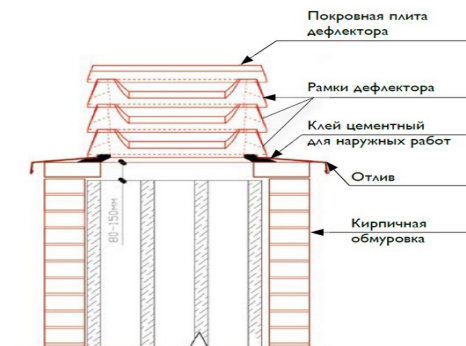 Покровная плита
дефлектора
Рамки дефлектора
Клей цементный
для наружных работ
Отлив
80-150мм
Кирпичная
обмуровка